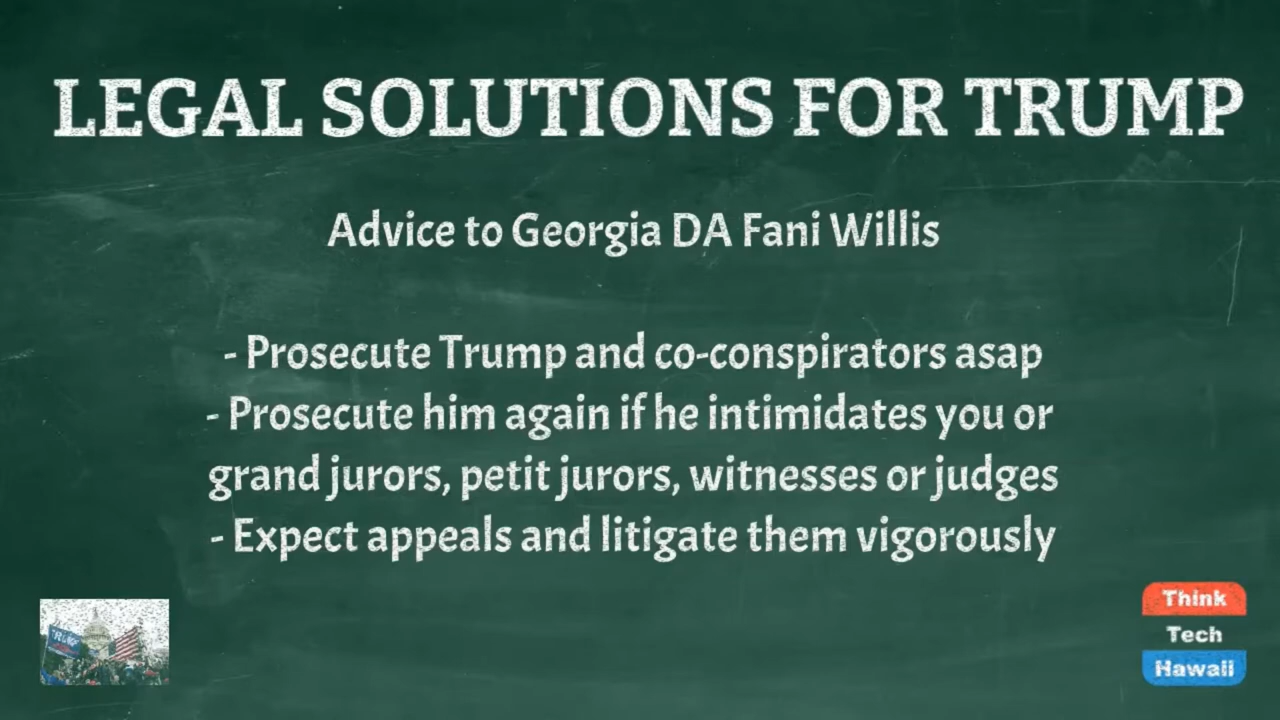 LEGAL SOLUTIONS FOR TRUMP
Advice to Georgia DA Fani Willis
- Prosecute Trump and co-conspirators asap
- Prosecute him again if he intimidates you or
grand jurors, petit jurors, witnesses or judges
- Expect appeals and litigate them vigorously
TRUMP
Think
Tech
Hawaii